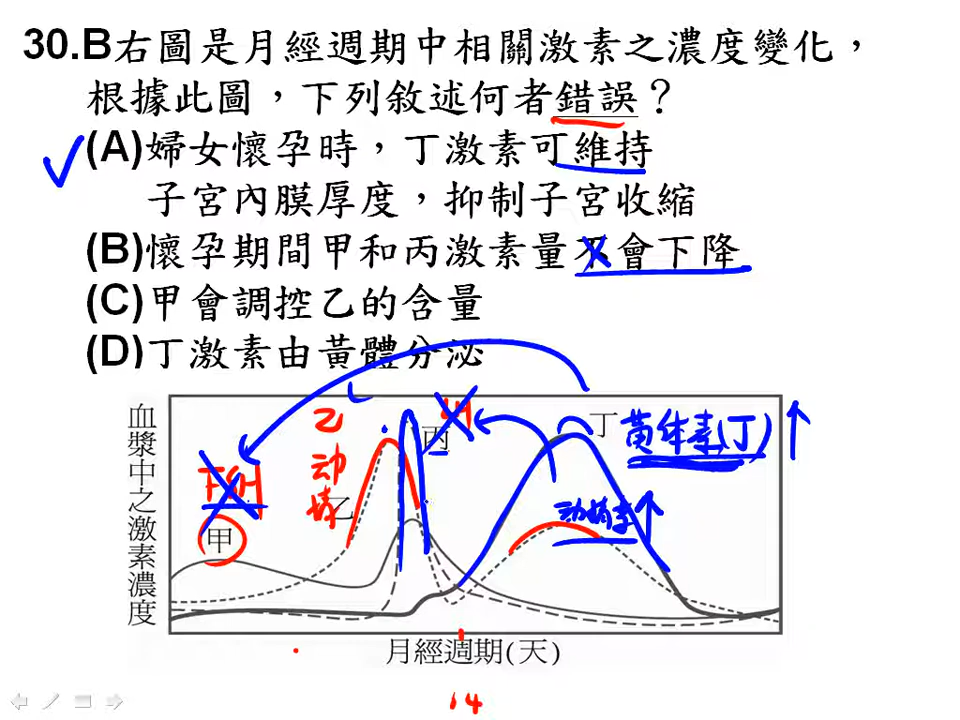 30.B右圖是月經週期中相關激素之濃度變化，
根據此圖，下列敘述何者錯誤？
(A)婦女懷孕時，丁激素可維持
子宮內膜厚度，抑制子宮收縮
(B)懷孕期間甲和丙激素量不會下降
(C)甲會調控乙的含量
(D)丁激素由黃體分泌
血漿中之激素濃度
乙
动情
LH
丙
丁
黃体素(丁)↑
FSH
甲
乙
动情素↑
月經週期(天)
14